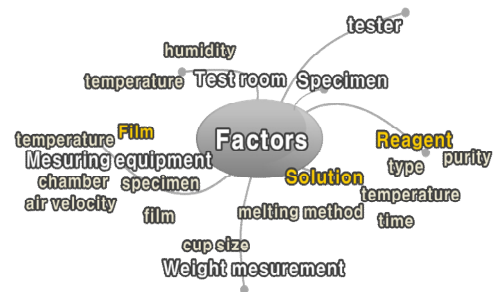 tester
humidity
temperature Test room Specimen
Factors
temperature Film
Mesuring equipment
chamber specimen
air velocity
film
Reagent
type purity
Solution
temperature
melting method
time
cup size
Weight mesurement